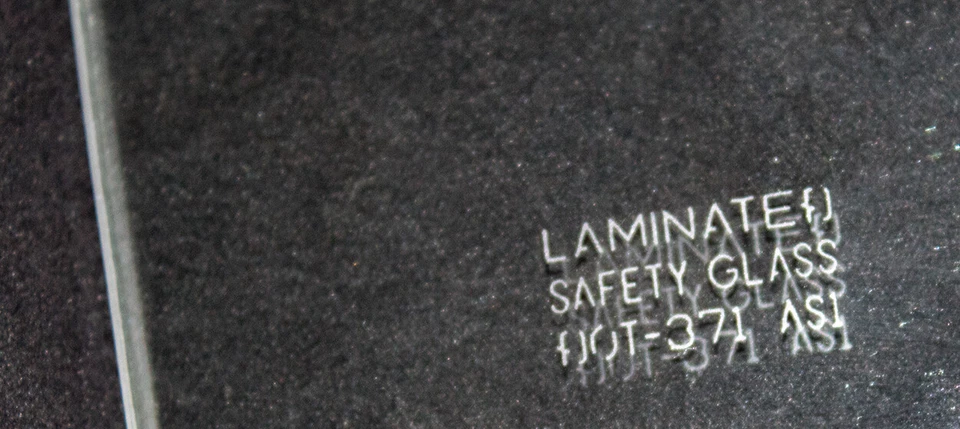 LAMINATED
SAFETY GLASS
DOT-371 AS1